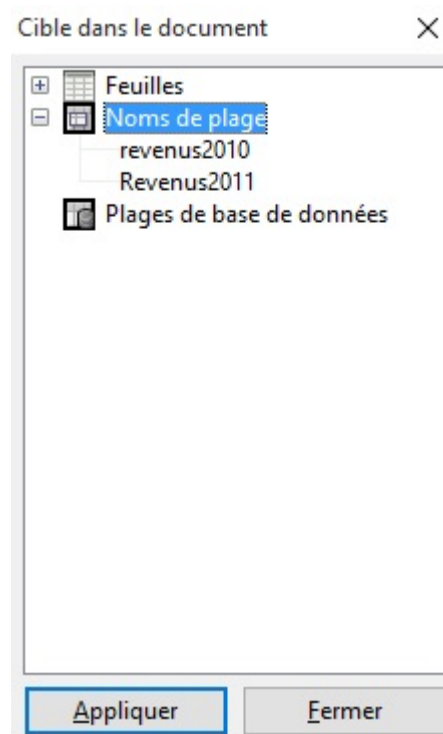 Cible dans le document
Feuilles
Noms de plage
revenus2010
Revenus2011
Plages de base de données
Appliquer
Fermer